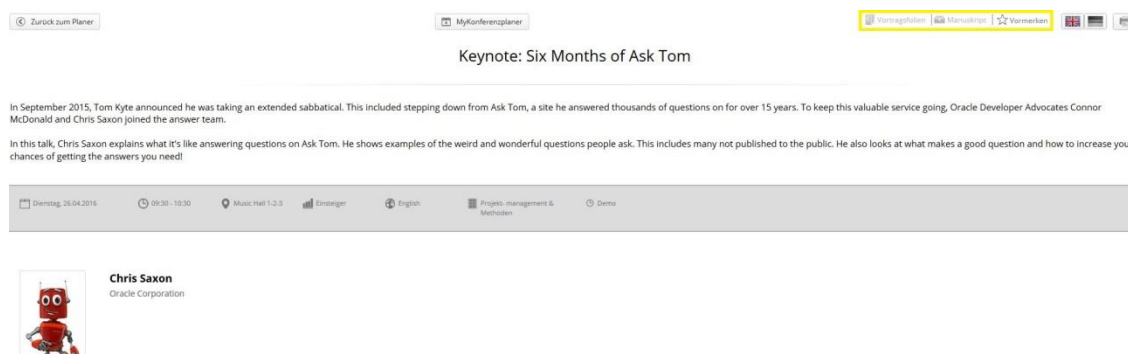 Zurück zum Planer
MyKonferenzplaner
Vortragsfolien Manuskript Vormerken
Keynote: Six Months of Ask Tom
In September 2015, Tom Kyte announced he was taking an extended sabbatical. This included stepping down from Ask Tom, a site he answered thousands of questions on for over 15 years. To keep this valuable service going, Oracle Developer Advocates Connor
McDonald and Chris Saxon joined the answer team.
In this talk, Chris Saxon explains what it's like answering questions on Ask Tom. He shows examples of the weird and wonderful questions people ask. This includes many not published to the public. He also looks at what makes a good question and how to increase you
chances of getting the answers you need!
Dienstag, 26.04.2016 09:30 - 10:30 Music Hall 1-2-3 Einsteiger English Projekt- management & Demo
Methoden
Chris Saxon
Oracle Corporation